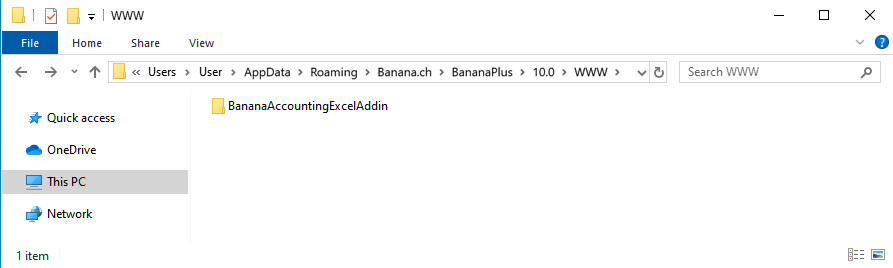 WWW
File Home Share View
Users User AppData Roaming Banana.ch BananaPlus 10.0 WWW Search WWW
BananaAccountingExcelAddin
Quick access
OneDrive
This PC
Network
1 item